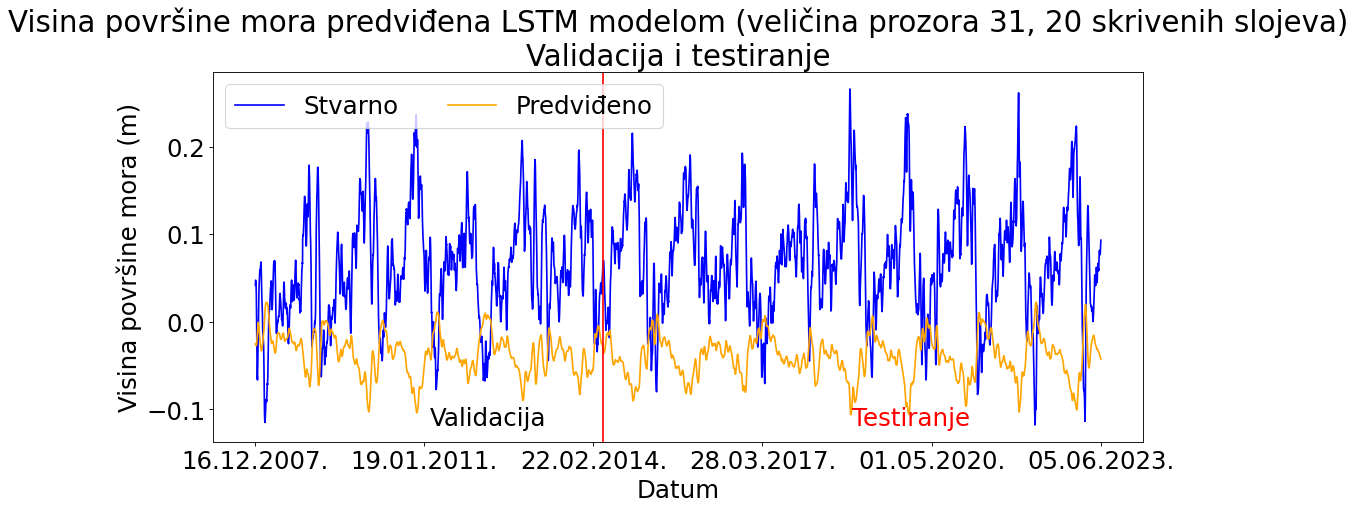 Visina površine mora predviđena LSTM modelom (veličina prozora 31, 20 skrivenih slojeva)
Validacija i testiranje
Stvarno
Predviđeno
Visina površine mora (m)
0.2
0.1
0.0
−0.1
Validacija
Testiranje
16.12.2007.
19.01.2011.
22.02.2014.
28.03.2017.
01.05.2020.
05.06.2023.
Datum